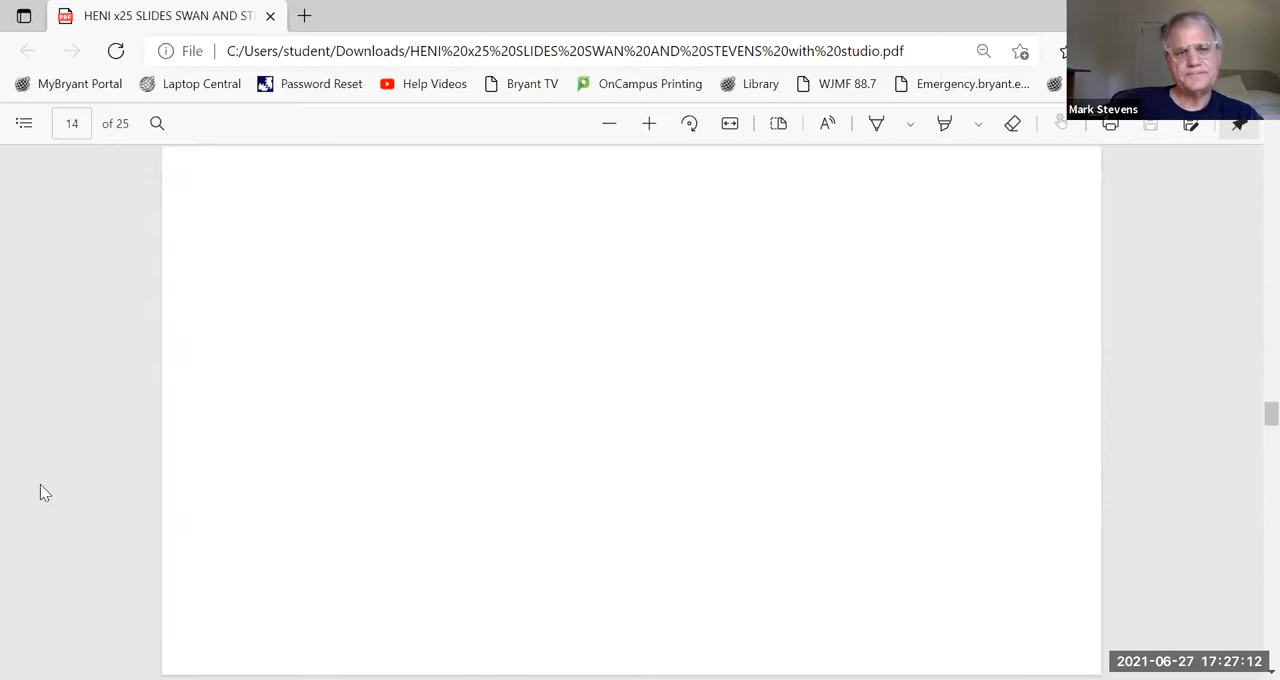 HENI x25 SLIDES SWAN AND STE
File
C:/Users/student/Downloads/HENI%20x25%20SLIDES%20SWAN%20AND%20STEVENS%20with%20studio.pdf
MyBryant Portal
Laptop Central
Password Reset
Help Videos
Bryant TV
OnCampus Printing
Library
WJMF 88.7
Emergency.bryant.e...
Mark Stevens
14 of 25
2021-06-27 17:27:12